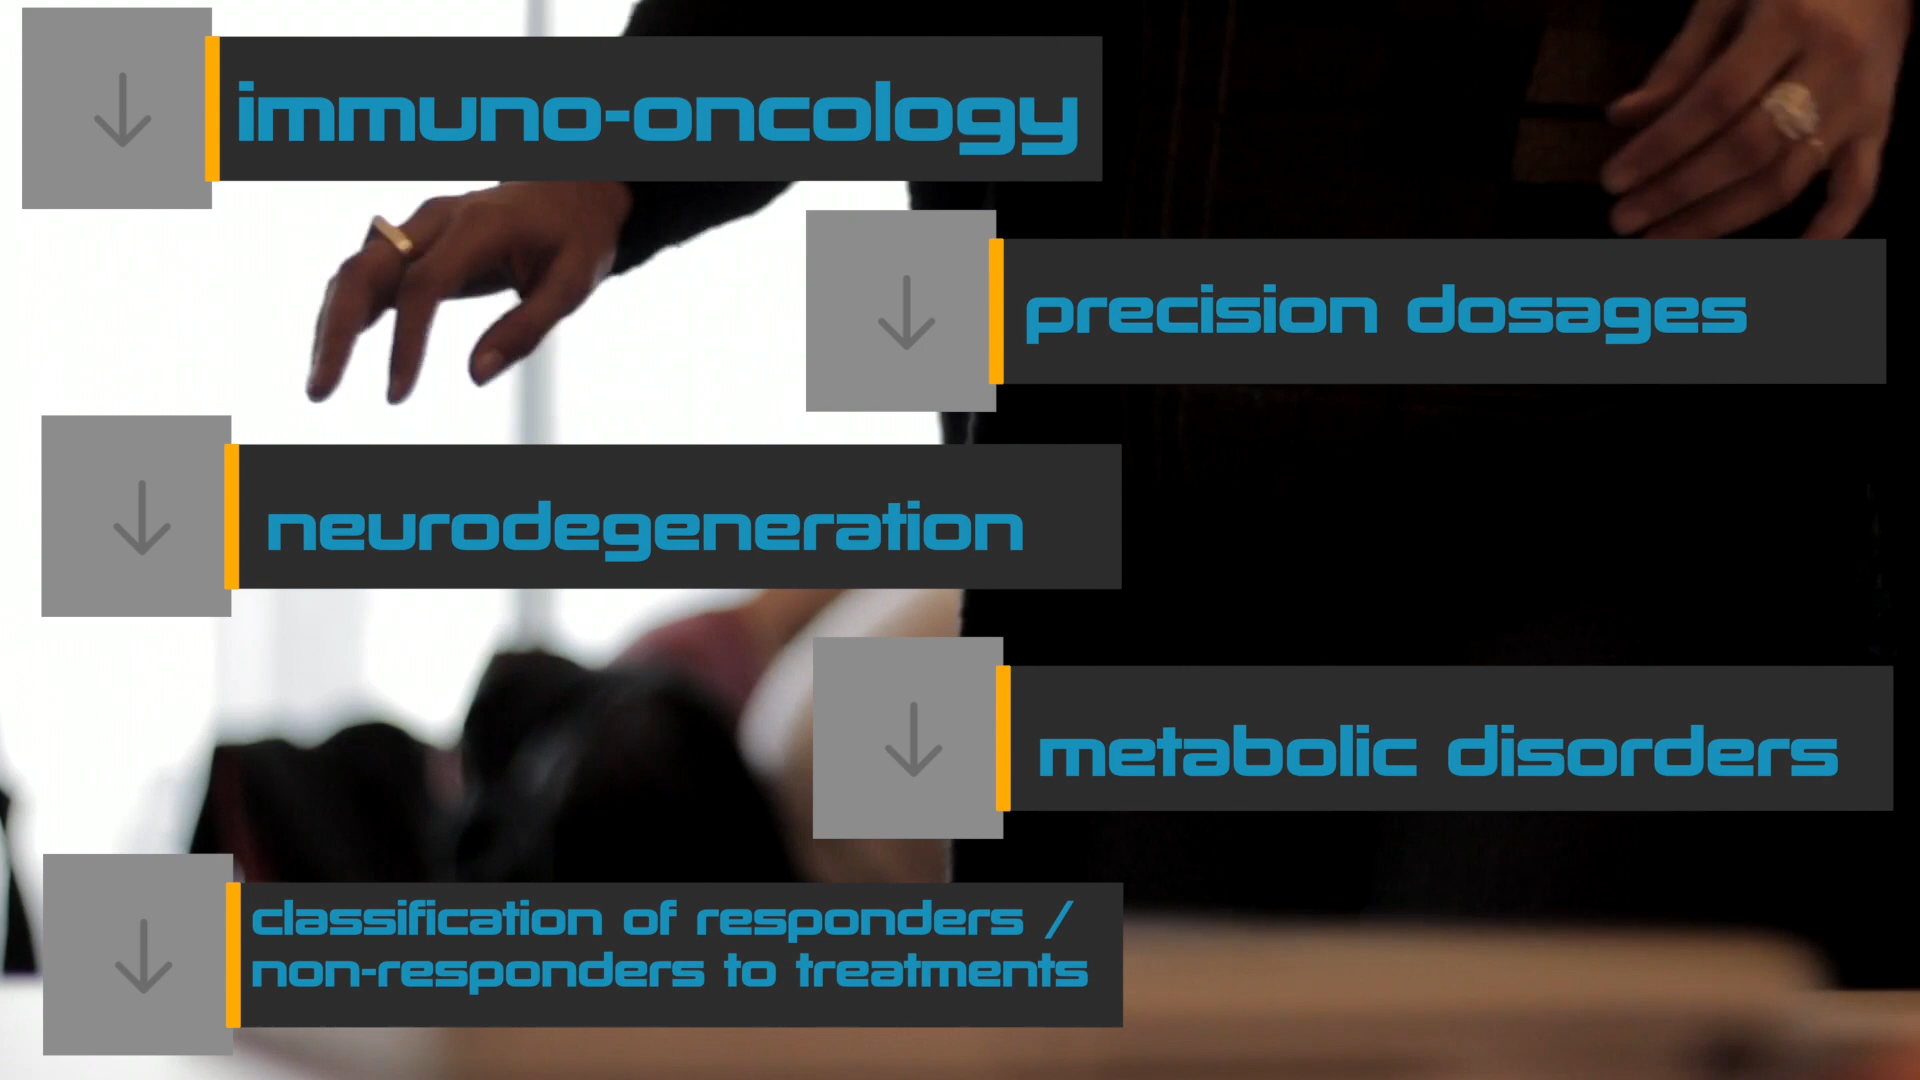 immuno-oncology
precision dosages
neurodegeneration
metabolic disorders
classification of responders /
non-responders to treatments